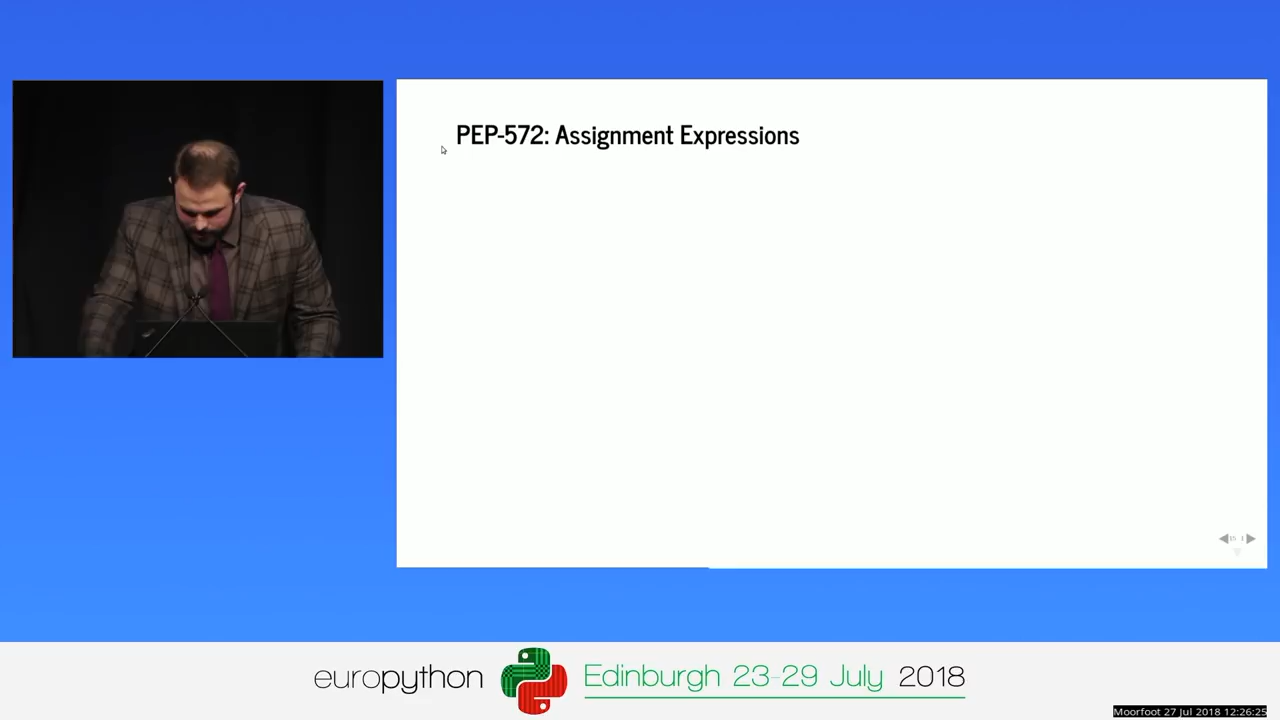 PEP-572: Assignment Expressions
europython
Edinburgh 23-29 July 2018
Moorfoot 27 Jul 2018 12:26:25